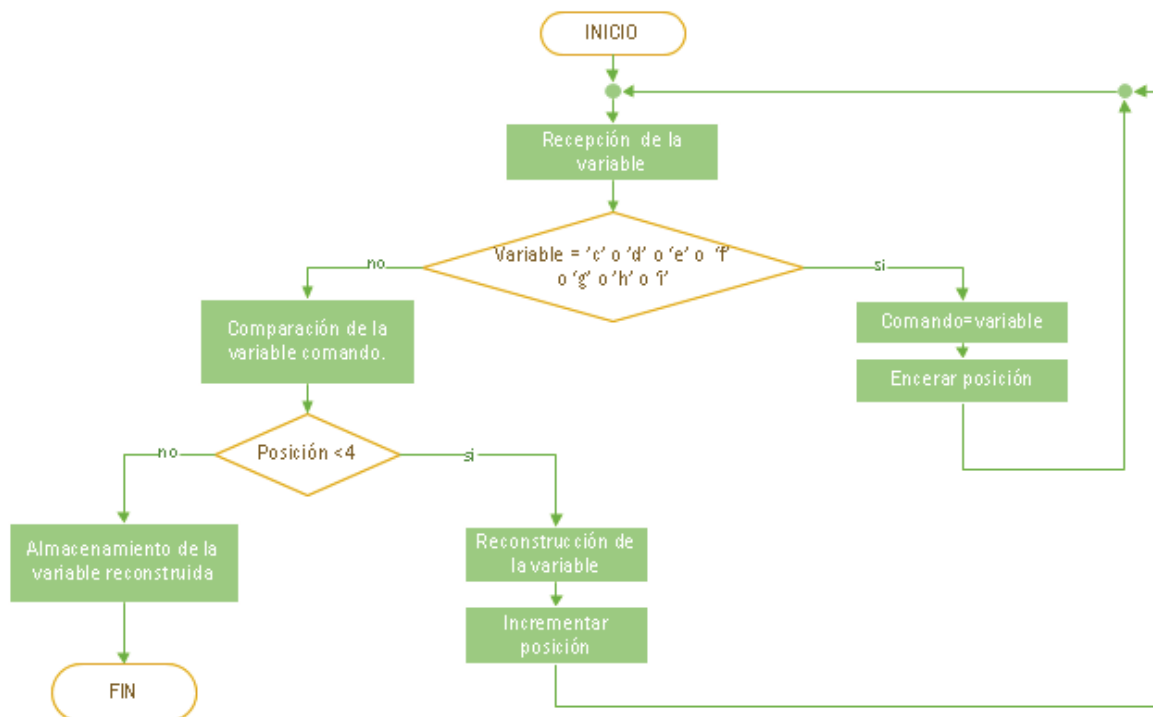 INICIO
Recepción de la
variable
Variable = 'c' o 'd' o 'e' o 'f'
o 'g' o 'h' o 'i'
no
si
Comparación de la
variable comando.
Comando=variable
Encerar posición
Posición <4
no
si
Almacenamiento de la
variable reconstruida
Reconstrucción de
la variable
Incrementar
posición
FIN